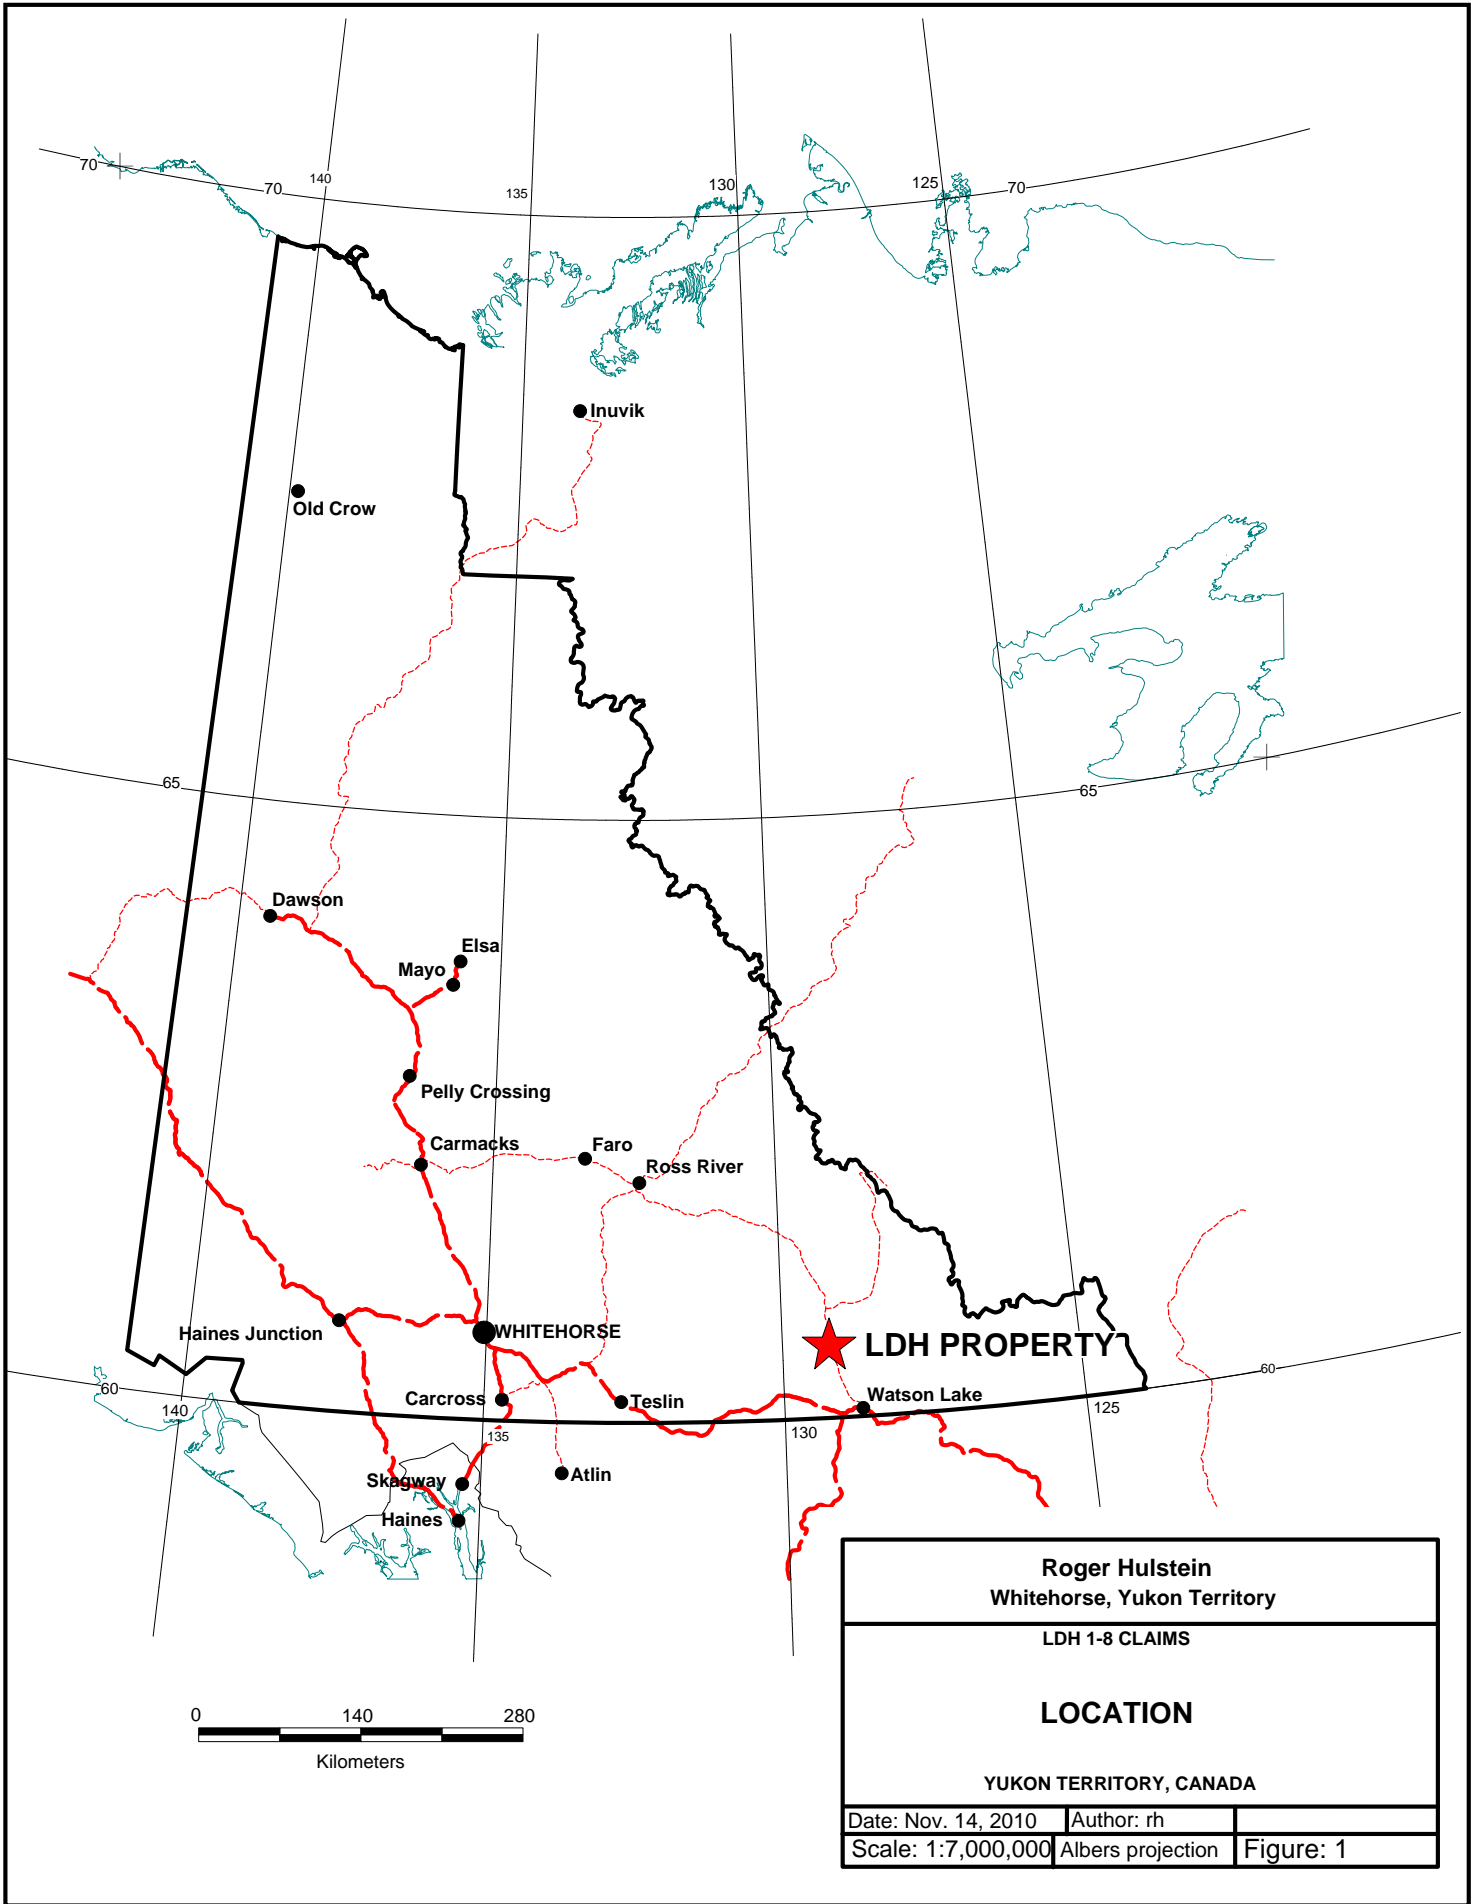 70
70
140
135
130
125
70
Inuvik
Old Crow
65
65
Dawson
Elsa
Mayo
Pelly Crossing
Carmacks
Faro
Ross River
Haines Junction
WHITEHORSE
LDH PROPERTY
60
60
140
Carcross
Teslin
Watson Lake
125
135
130
Skagway
Atlin
Haines
Roger Hulstein
Whitehorse, Yukon Territory
LDH 1-8 CLAIMS
LOCATION
YUKON TERRITORY, CANADA
Date: Nov. 14, 2010 Author: rh
Scale: 1:7,000,000 Albers projection Figure: 1
0 140 280
Kilometers